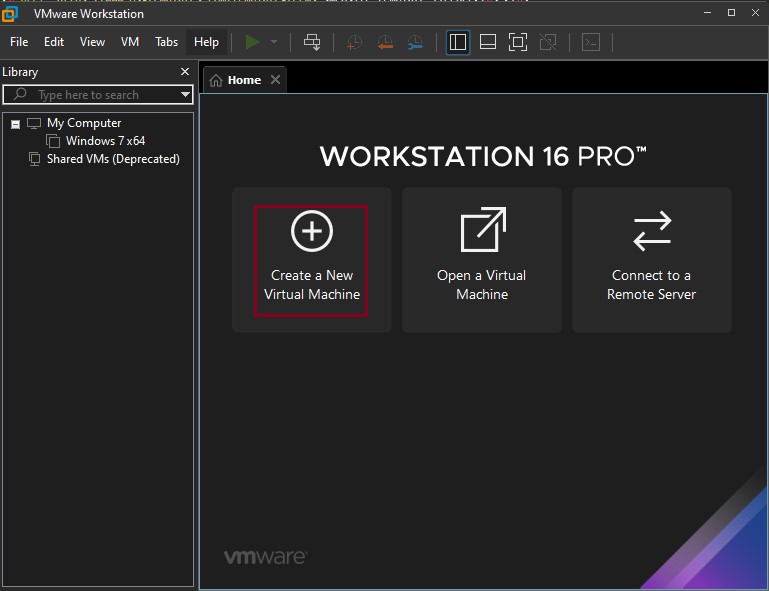 VMware Workstation
File Edit View VM Tabs Help
Library
Type here to search
My Computer
Windows 7 x64
Shared VMs (Deprecated)
Home
WORKSTATION 16 PRO™
Create a New
Virtual Machine
Open a Virtual
Machine
Connect to a
Remote Server
vmware